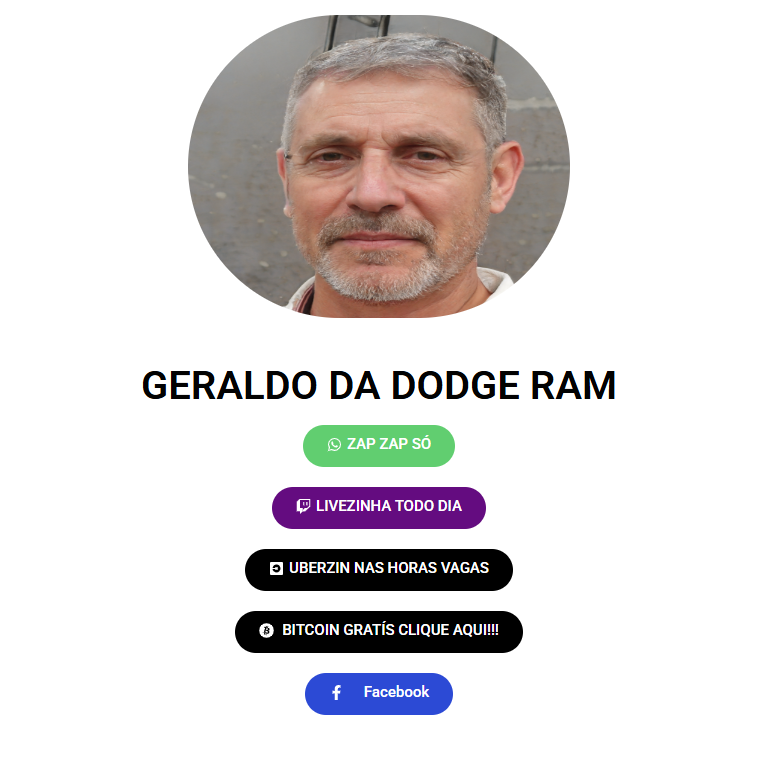 GERALDO DA DODGE RAM
ZAP ZAP SÓ
LIVEZINHA TODO DIA
UBERZIN NAS HORAS VAGAS
BITCOIN GRATÍS CLIQUE AQUI!!!
Facebook